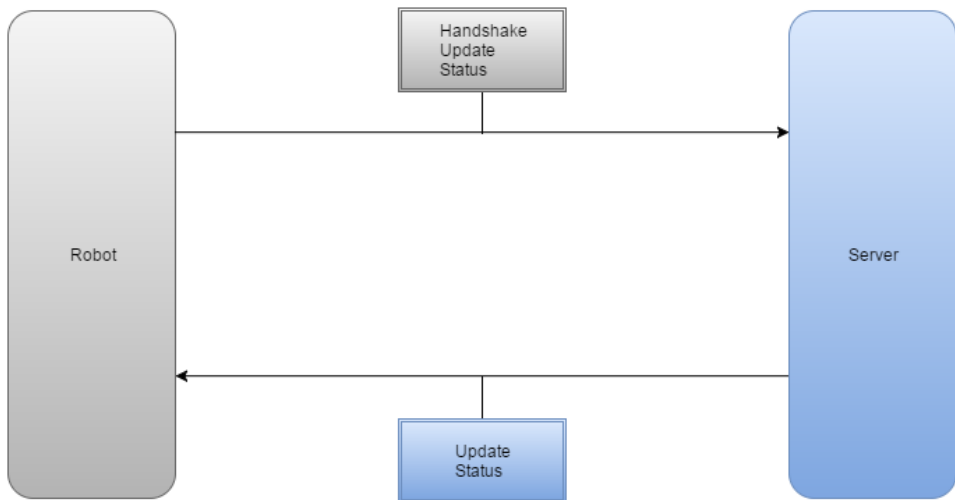 Handshake
Update
Status
Robot
Server
Update
Status